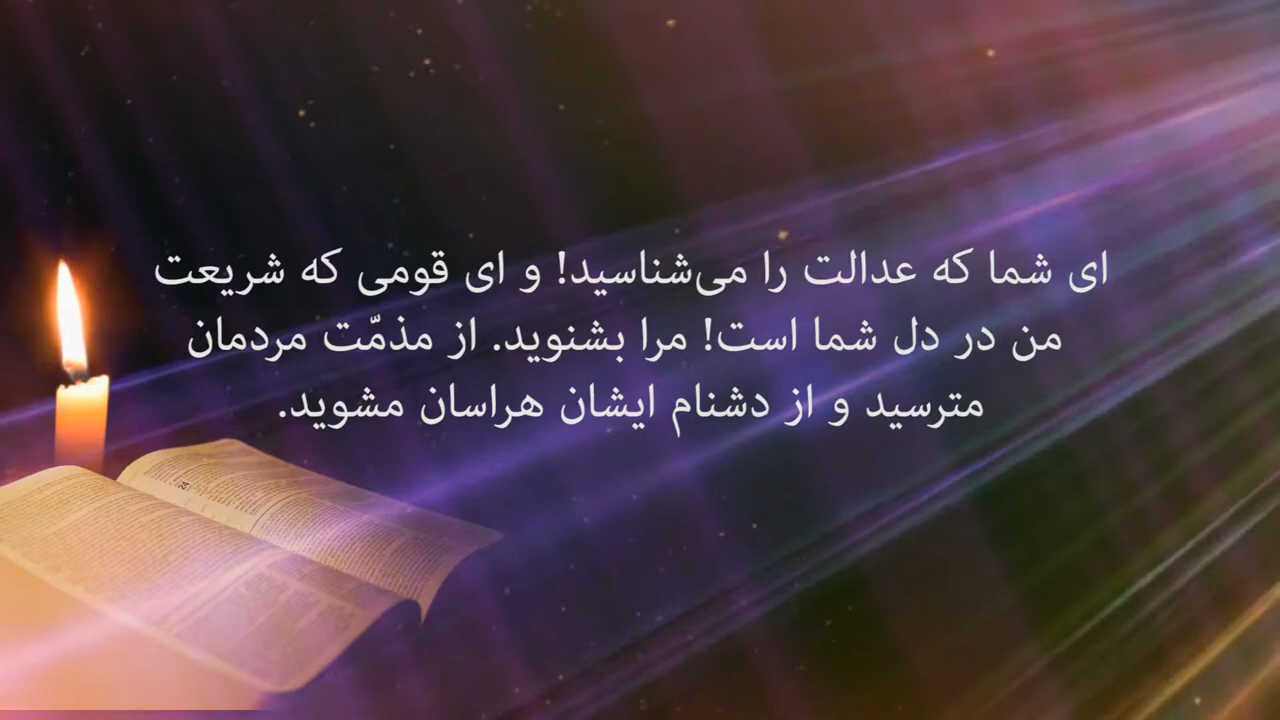 ای شما که عدالت را می‌شناسید! و ای قومی که شریعت
من در دل شما است! مرا بشنوید. از مذمّت مردمان
مترسید و از دشنام ایشان هراسان مشوید.
24